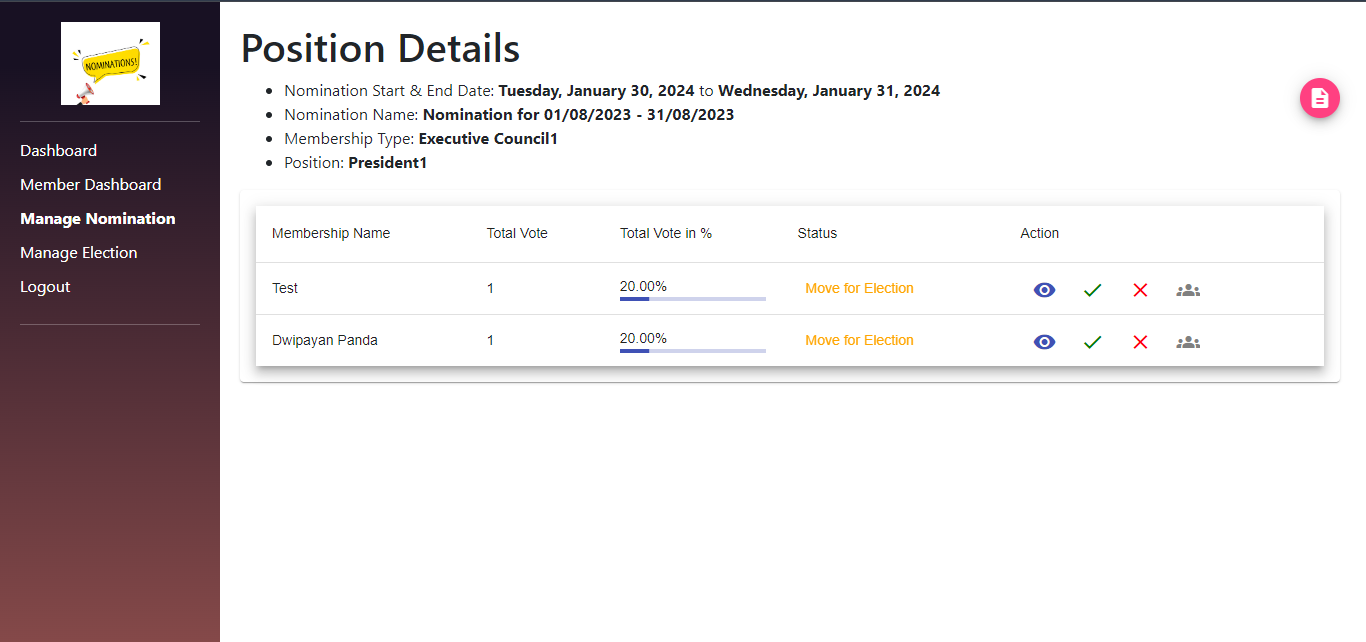 NOMINATIONS!
Dashboard
Member Dashboard
Manage Nomination
Manage Election
Logout
Position Details
Nomination Start & End Date: Tuesday, January 30, 2024 to Wednesday, January 31, 2024
Nomination Name: Nomination for 01/08/2023 - 31/08/2023
Membership Type: Executive Council1
Position: President1
Membership Name Total Vote Total Vote in % Status Action
Test 1 20.00% Move for Election
Dwipayan Panda 1 20.00% Move for Election